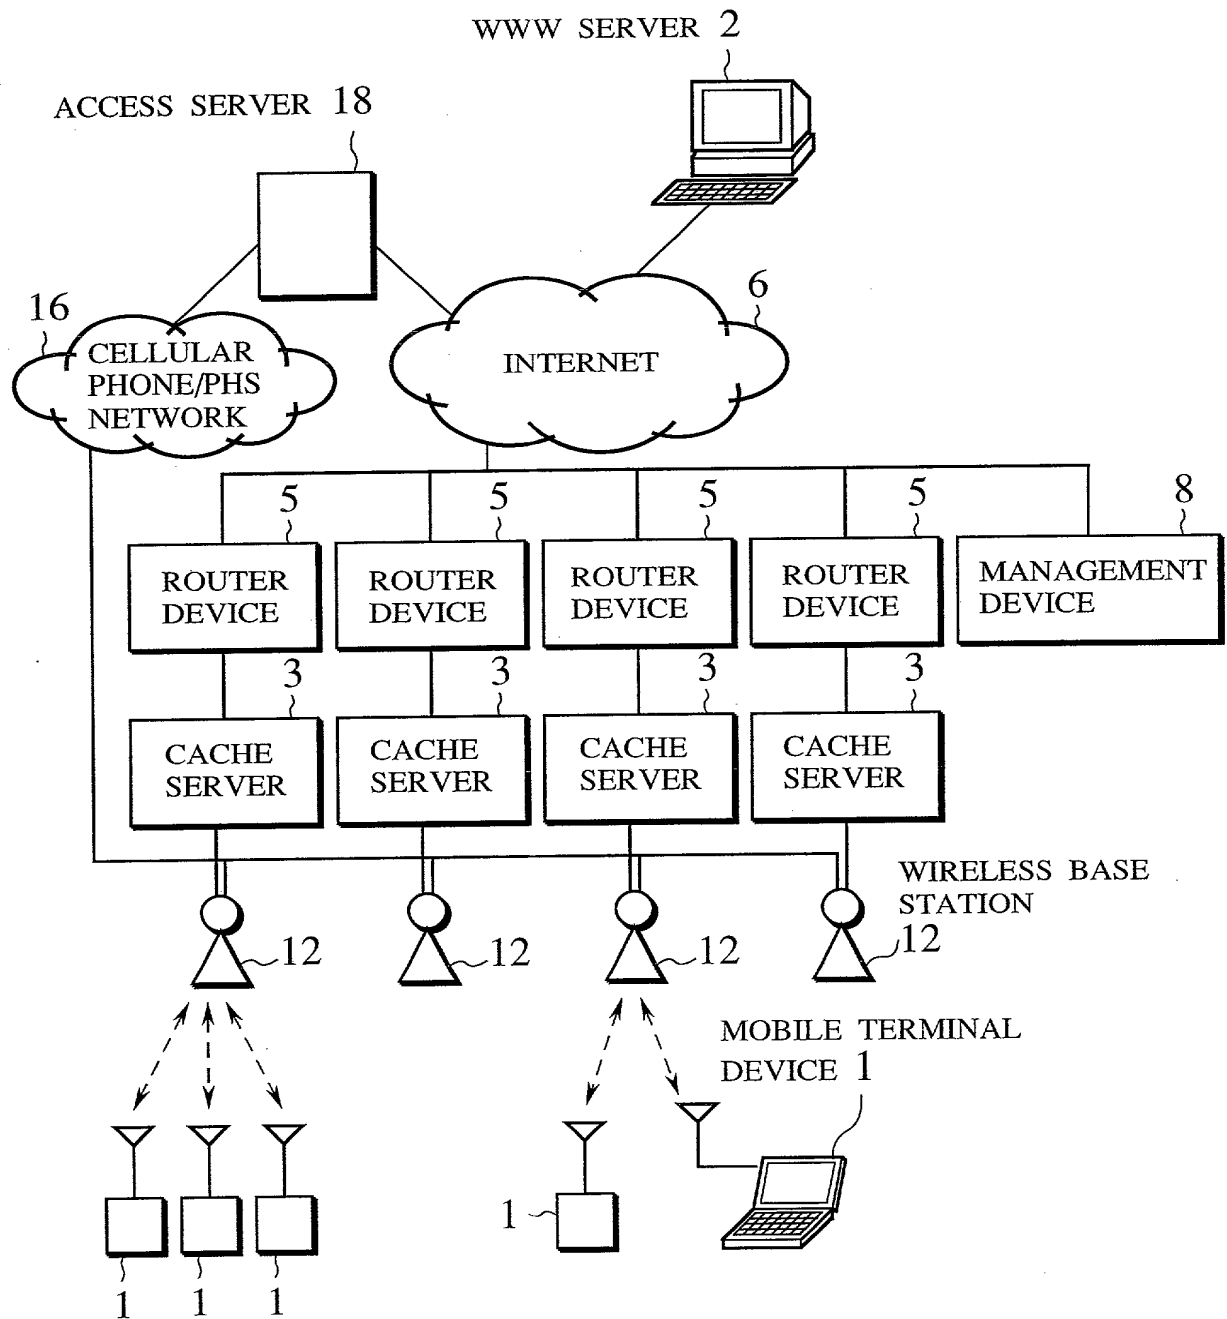 WWW SERVER 2
ACCESS SERVER 18
16
CELLULAR
PHONE/PHS
NETWORK
INTERNET
6
5
5
5
5
8
ROUTER
DEVICE
ROUTER
DEVICE
ROUTER
DEVICE
ROUTER
DEVICE
MANAGEMENT
DEVICE
3
3
3
3
CACHE
SERVER
CACHE
SERVER
CACHE
SERVER
CACHE
SERVER
WIRELESS BASE
STATION
12
12
12
12
MOBILE TERMINAL
DEVICE 1
1
1
1
1